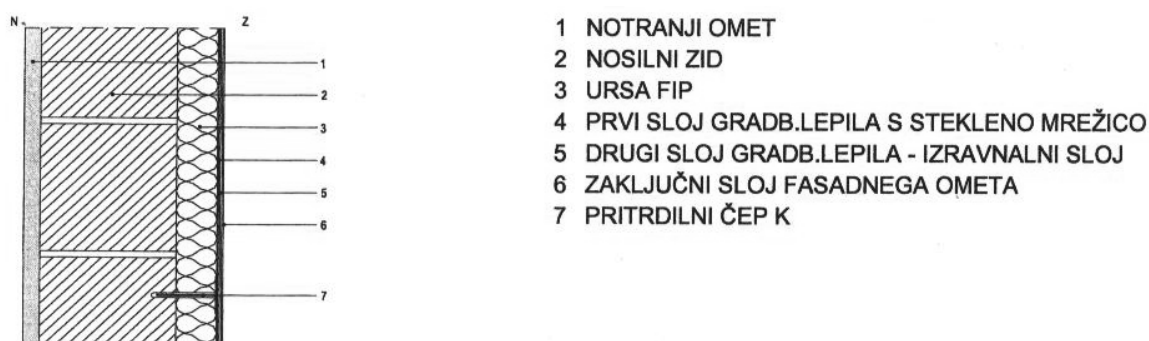 N Z
1
2
3
4
5
6
7
1 NOTRANJI OMET
2 NOSILNI ZID
3 URSA FIP
4 PRVI SLOJ GRADB.LEPILA S STEKLENO MREŽICO
5 DRUGI SLOJ GRADB.LEPILA - IZRAVNALNI SLOJ
6 ZAKLJUČNI SLOJ FASADNEGA OMETA
7 PRITRDILNI ČEP K